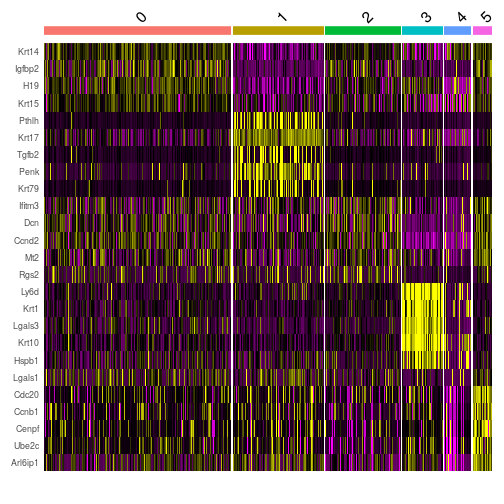 0 1 2 3 4 5
Krt14
Igfbp2
H19
Krt15
Pthlh
Krt17
Tgfb2
Penk
Krt79
Ifitm3
Dcn
Ccnd2
Mt2
Rgs2
Ly6d
Krt1
Lgals3
Krt10
Hspb1
Lgals1
Cdc20
Ccnb1
Cenpf
Ube2c
Arl6ip1